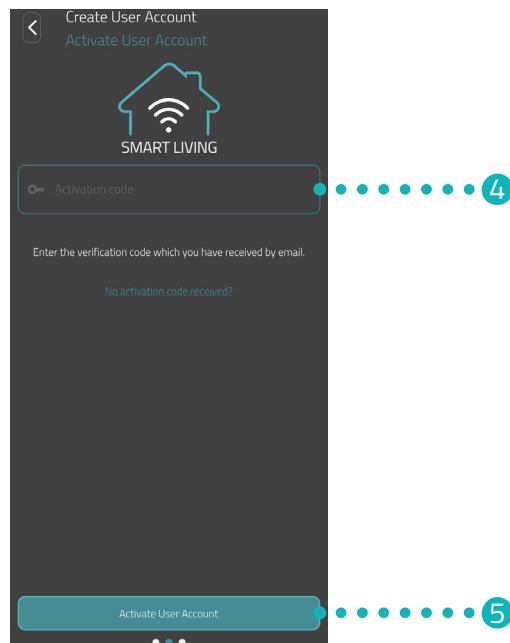 Create User Account
Activate User Account
SMART LIVING
Activation code
4
Enter the verification code which you have received by email.
No activation code received?
Activate User Account
5